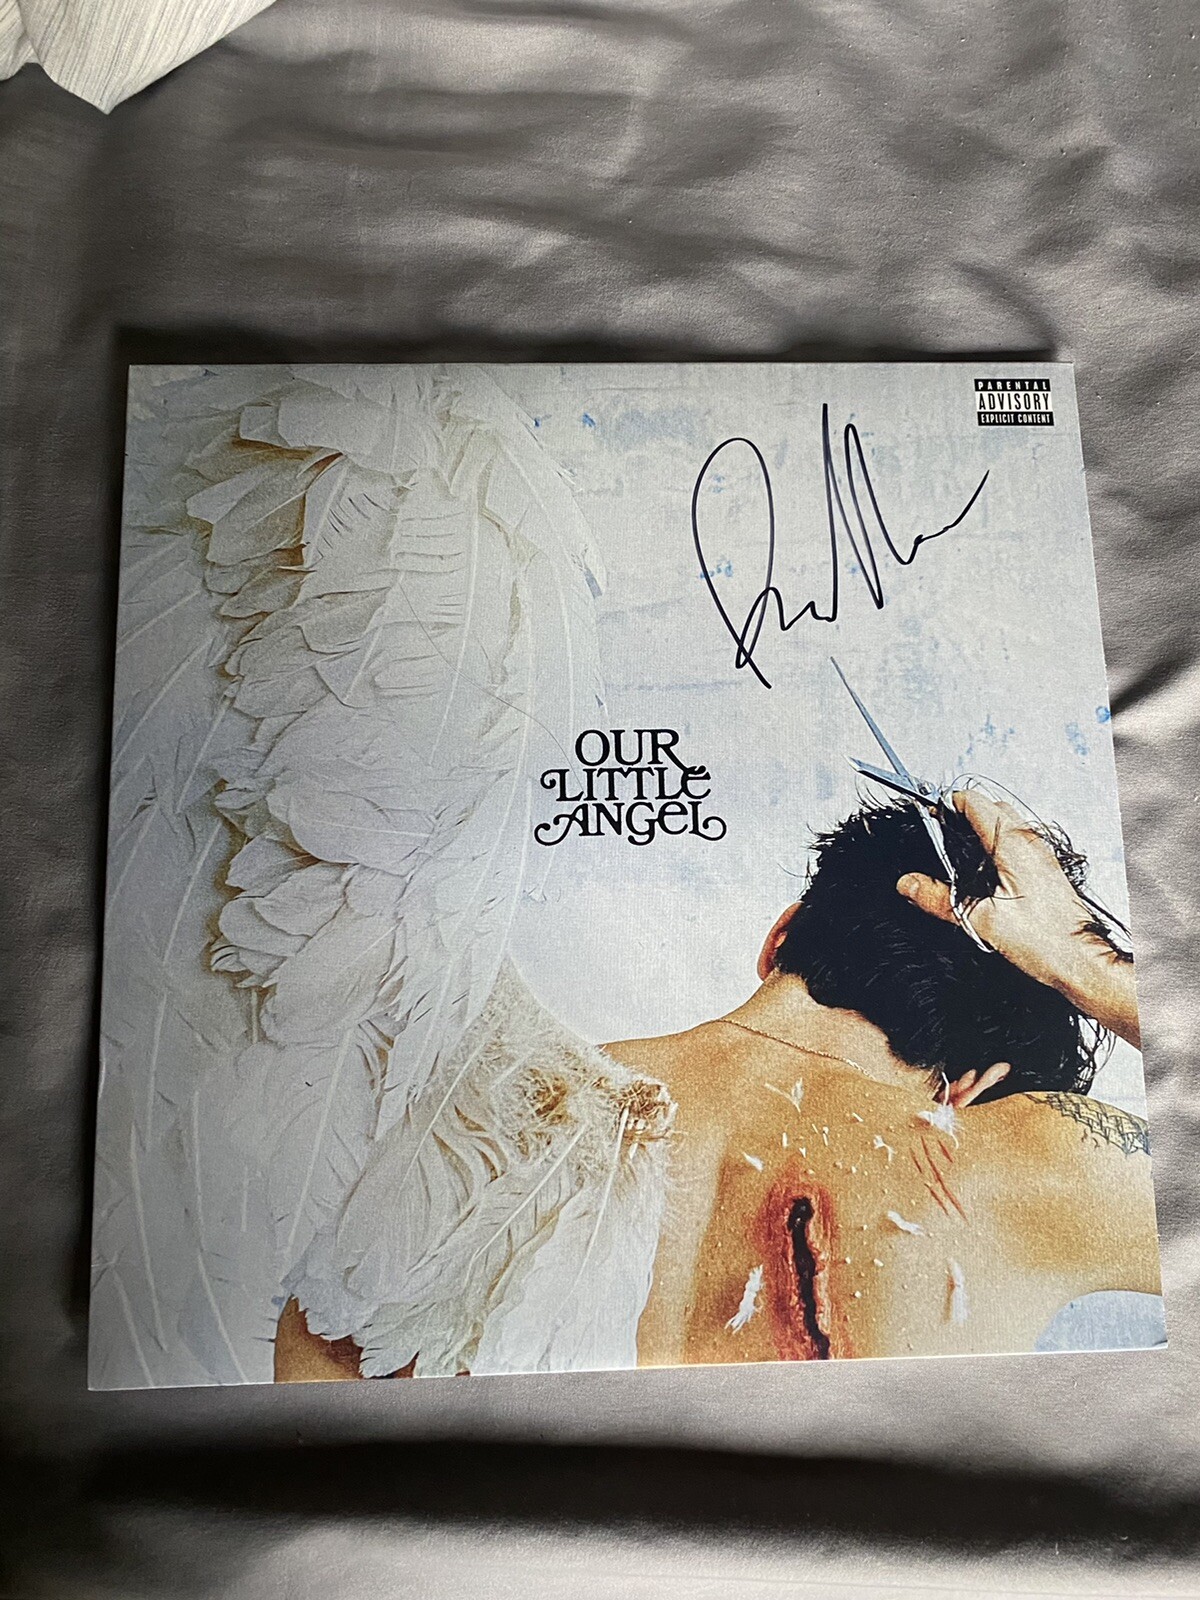 PARENTAL
ADVISORY
EXPLICIT CONTENT
OUR
LITTLE
ANGEL